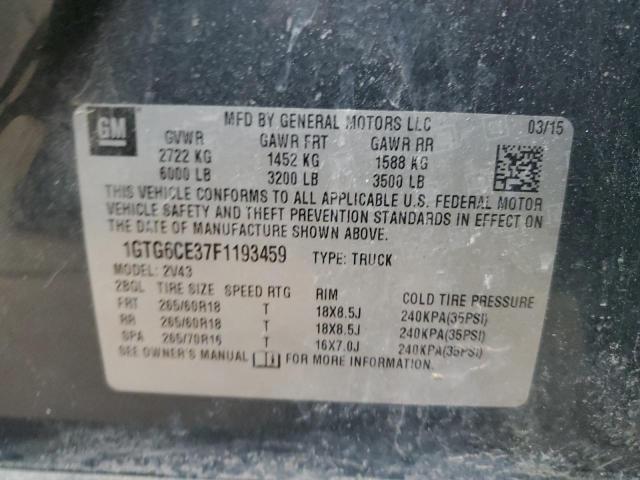 GM
MFD BY GENERAL MOTORS LLC 03/15
GVWR GAWR FRT GAWR RR
2722 KG 1452 KG 1588 KG
6000 LB 3200 LB 3500 LB
THIS VEHICLE CONFORMS TO ALL APPLICABLE U.S. FEDERAL MOTOR
VEHICLE SAFETY AND THEFT PREVENTION STANDARDS IN EFFECT ON
THE DATE OF MANUFACTURE SHOWN ABOVE.
1GTG6CE37F1193459 TYPE: TRUCK
MODEL: 2V43
2BGL TIRE SIZE SPEED RTG RIM COLD TIRE PRESSURE
FRT 265/60R18 T 18X8.5J 240KPA(35PSI)
RR 265/60R18 T 18X8.5J 240KPA(35PSI)
SPA 265/70R16 T 16X7.0J 240KPA(35PSI)
SEE OWNER'S MANUAL FOR MORE INFORMATION.